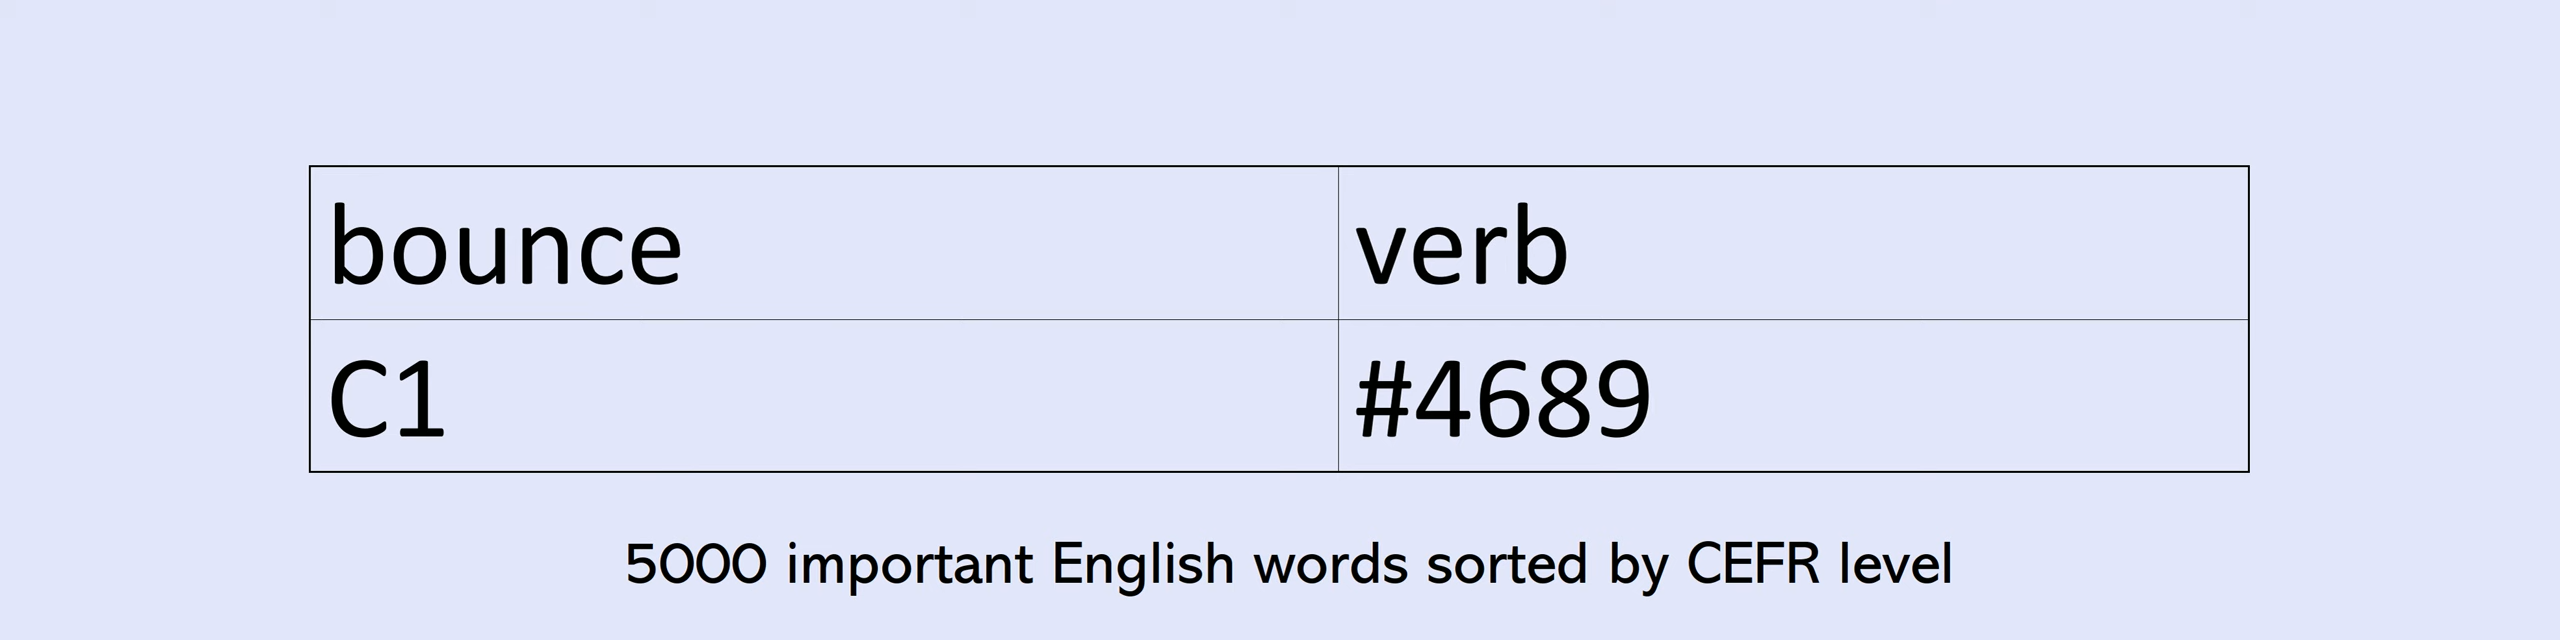 bounce verb
C1 #4689
5000 important English words sorted by CEFR level